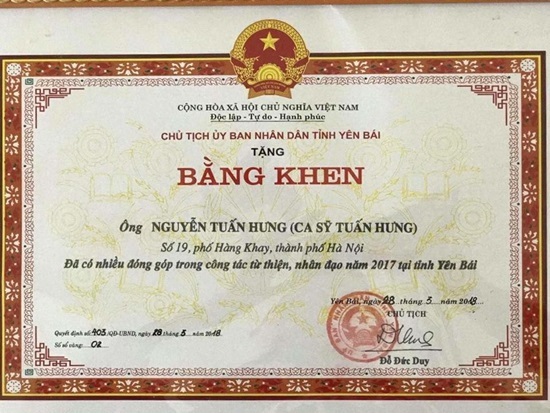 CỘNG HÒA XÃ HỘI CHỦ NGHĨA VIỆT NAM
Độc lập - Tự do - Hạnh phúc
CHỦ TỊCH ỦY BAN NHÂN DÂN TỈNH YÊN BÁI
TẶNG
BẰNG KHEN
Ông NGUYỄN TUẤN HƯNG (CA SỸ TUẤN HƯNG)
Số 19, phố Hàng Khay, thành phố Hà Nội
Đã có nhiều đóng góp trong công tác từ thiện, nhân đạo năm 2017 tại tỉnh Yên Bái
Yên Bái, ngày 28 tháng 5 năm 2018
CHỦ TỊCH
Quyết định số 403/QĐ-UBND, ngày 28 tháng 5 năm 2018
Sổ số vàng: 02
Đỗ Đức Duy